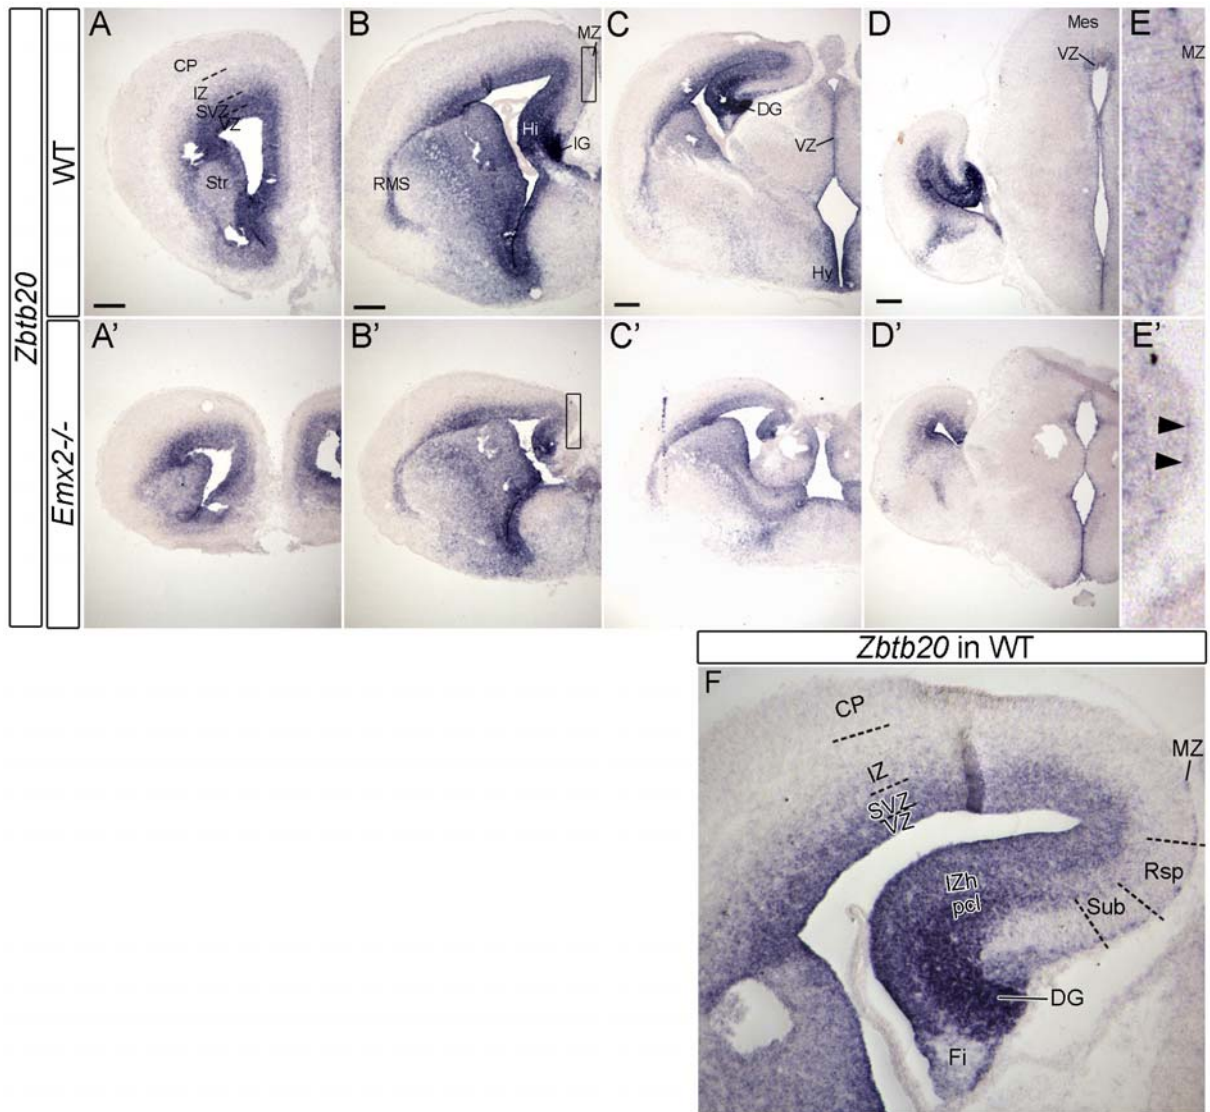 Zbtb20
WT
A
CP
IZ
SVZ
VZ
Str
B
MZ
Hi
IG
RMS
C
DG
VZ
Hy
D
Mes
VZ
E
MZ
Emx2-/-
A'
B'
C'
D'
E'
Zbtb20 in WT
F
CP
IZ
SVZ
VZ
MZ
IZh
pcl
Rsp
Sub
DG
Fi